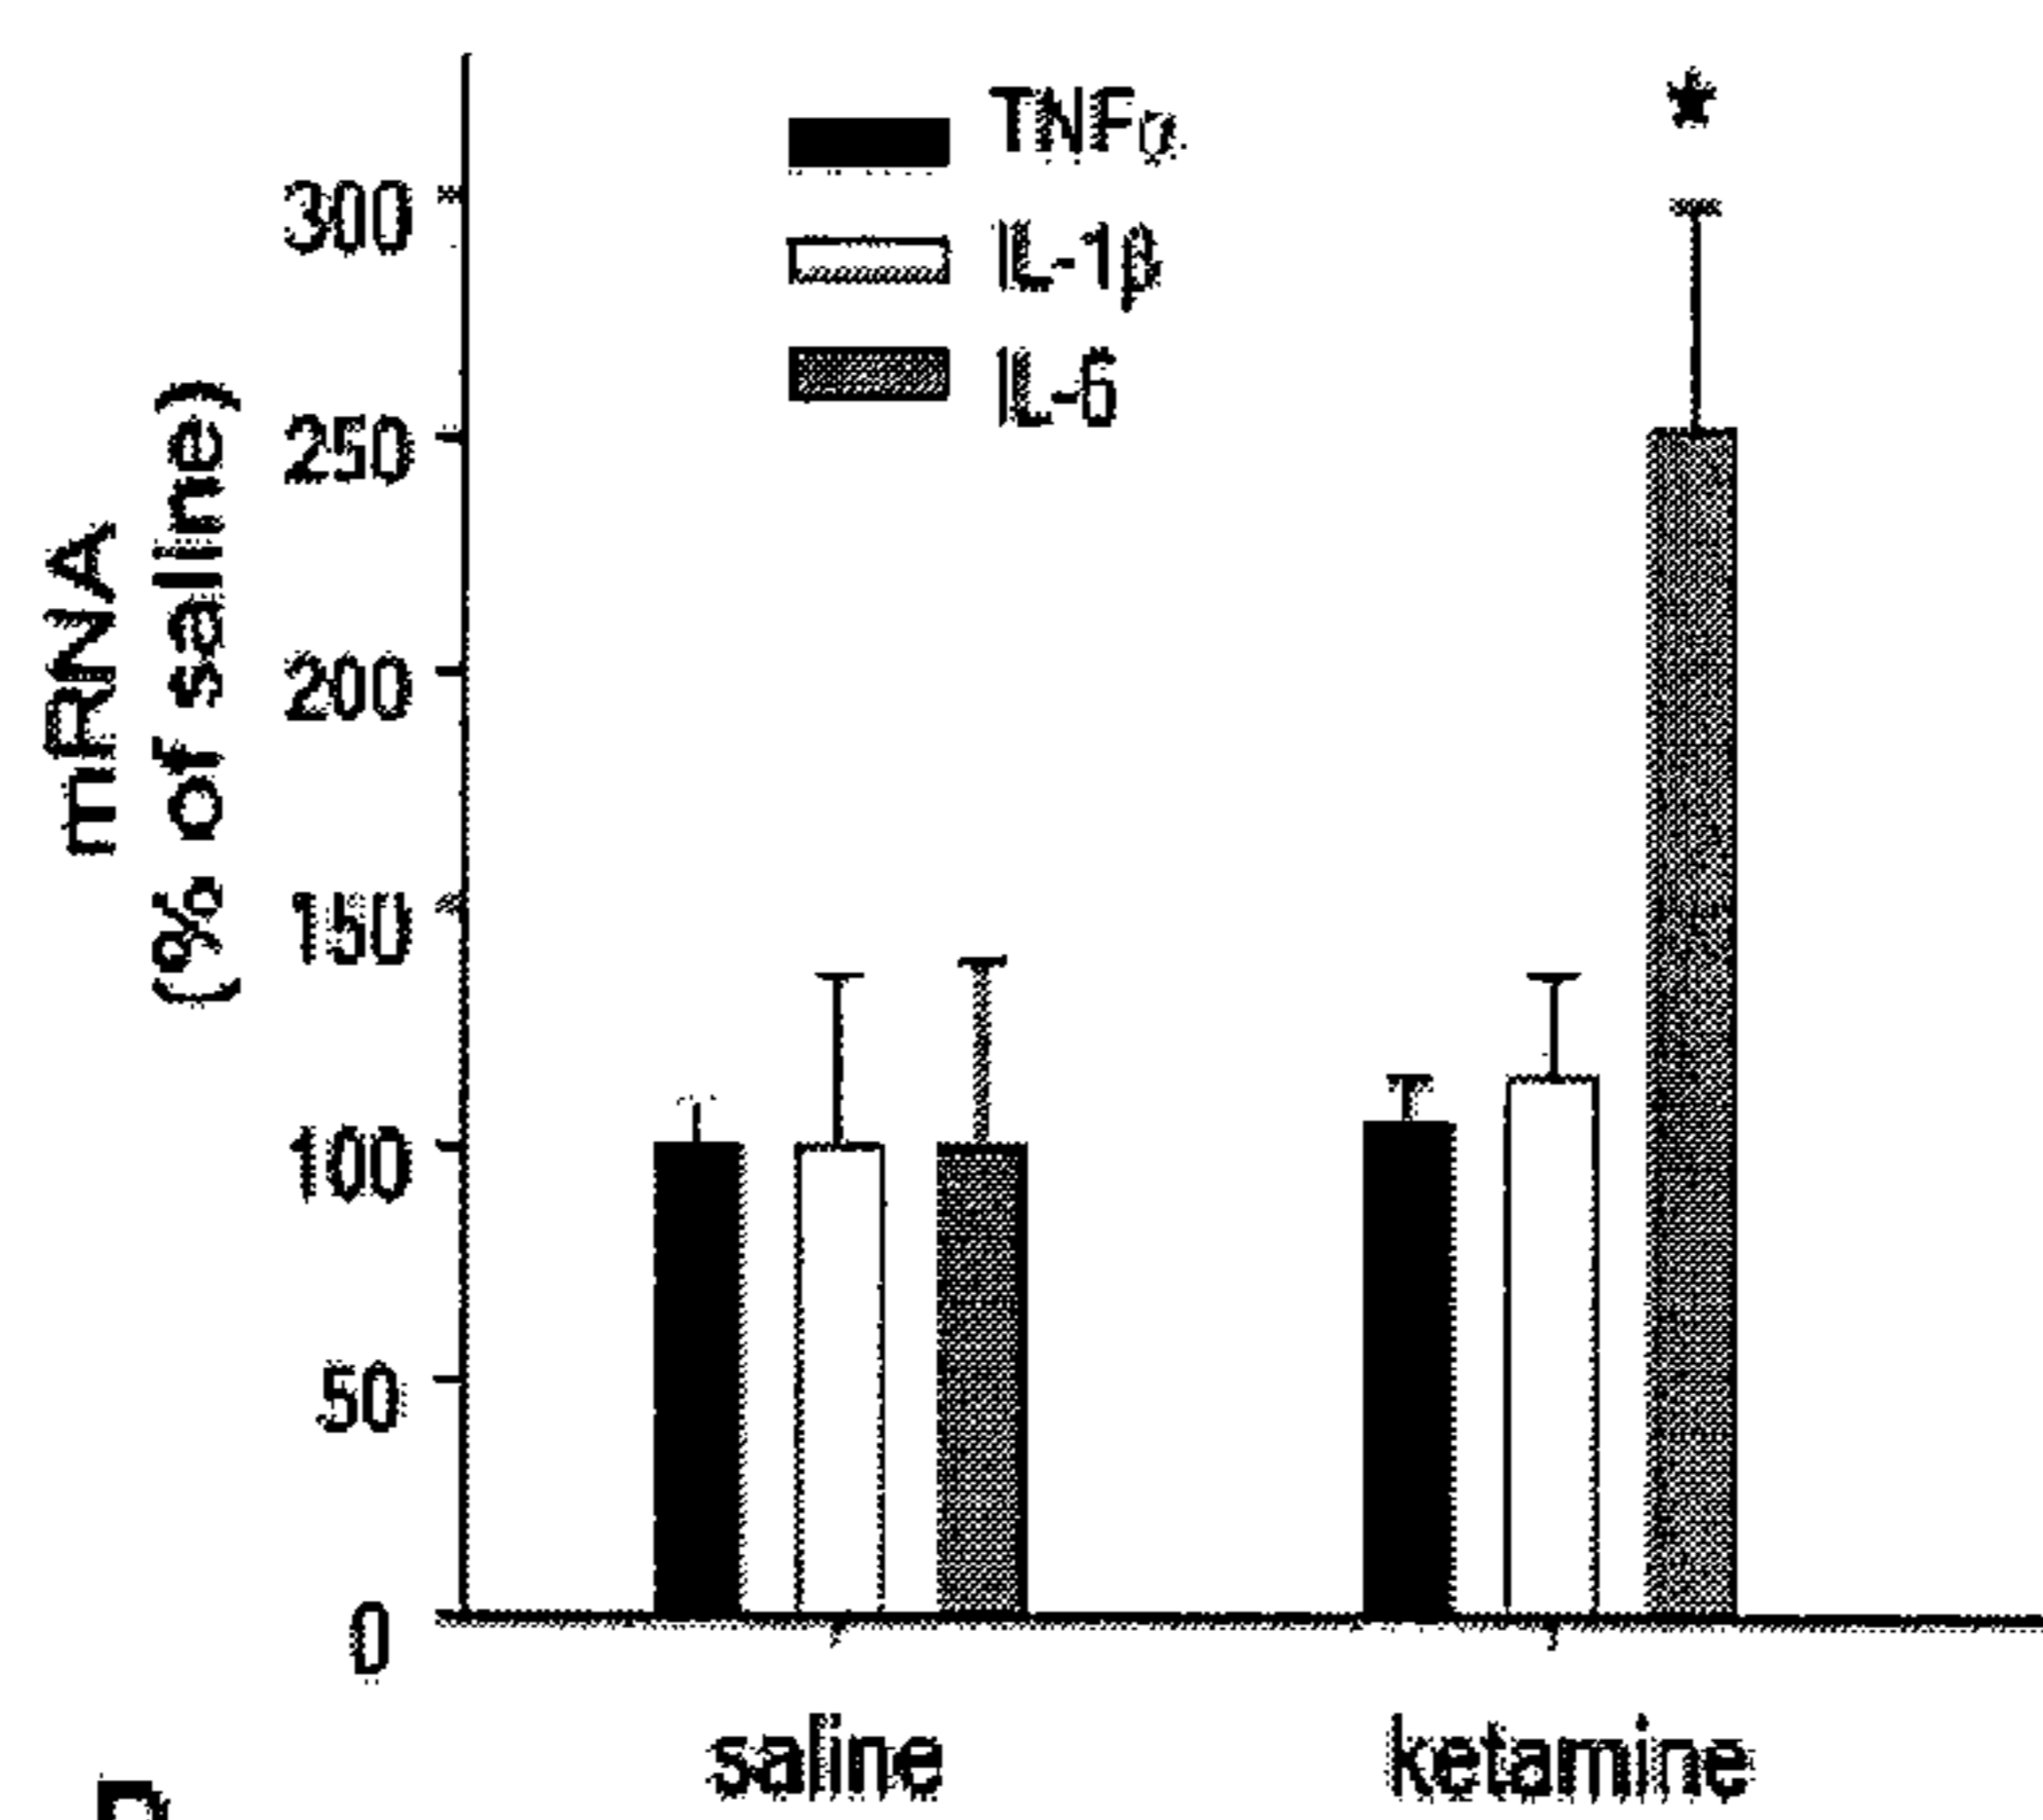 mRNA
(% of saline)
300
250
200
150
100
50
0
TNFα
IL-1β
IL-6
*
saline
ketamine